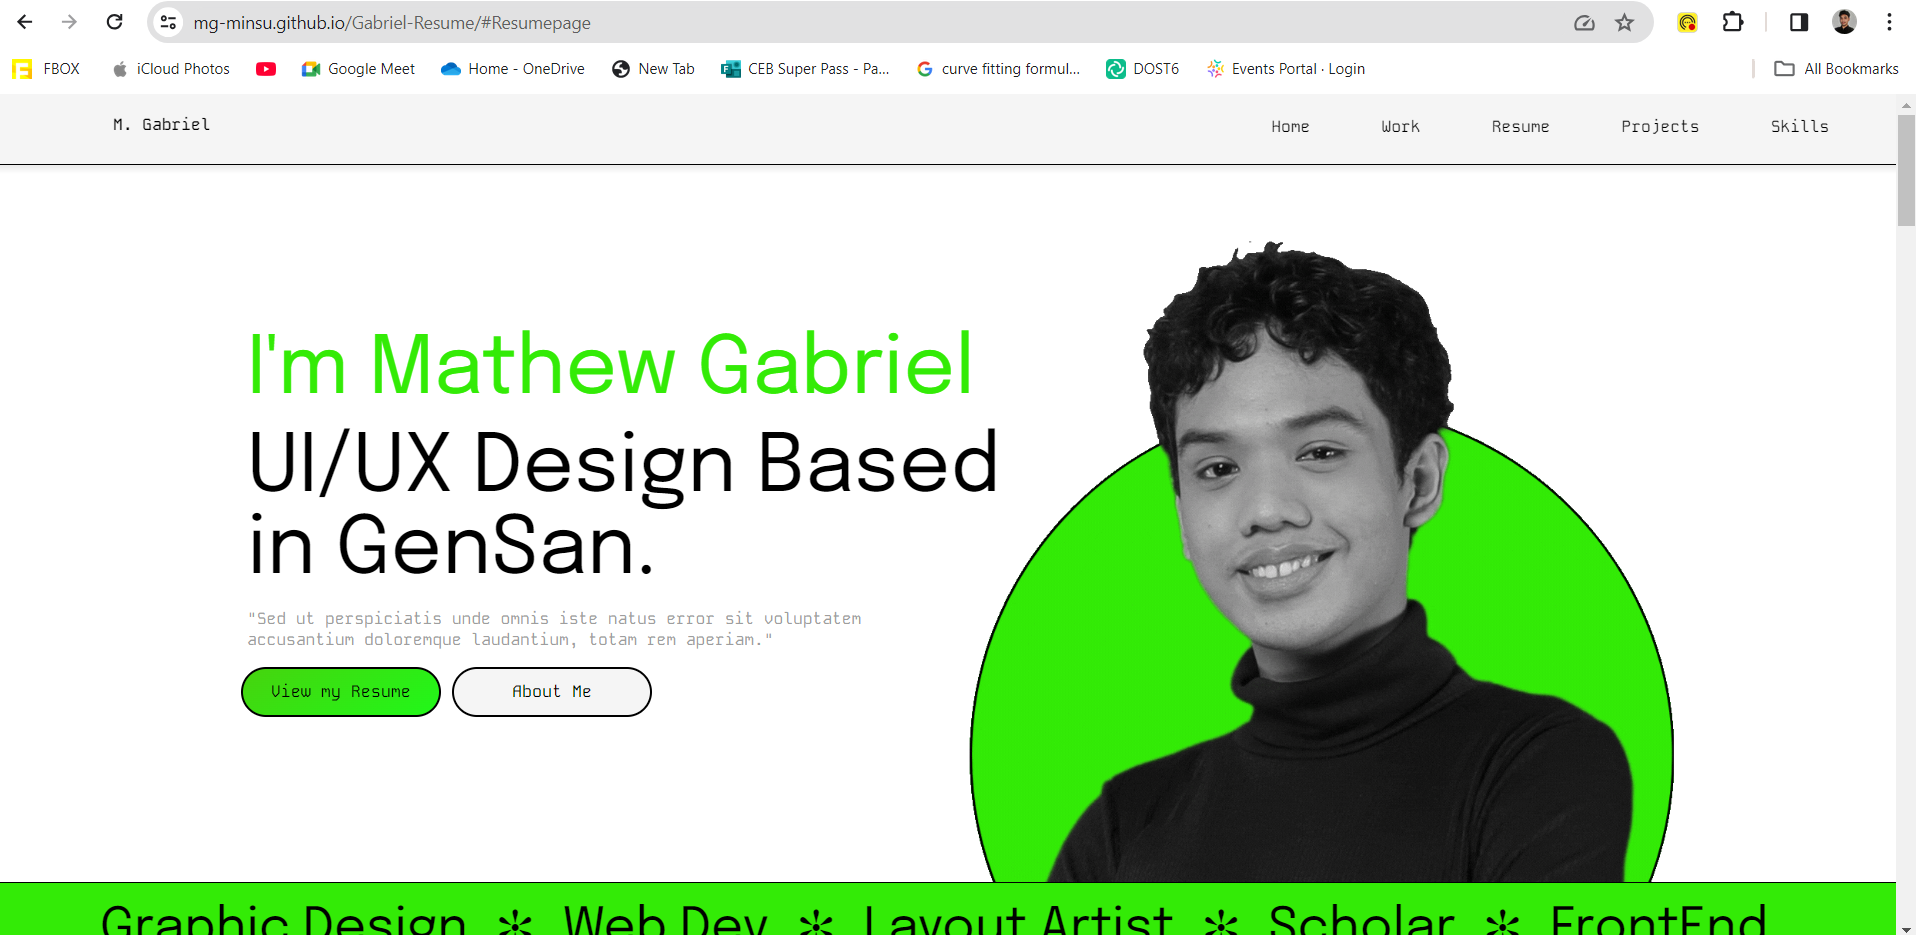 mg-minsu.github.io/Gabriel-Resume/#Resumepage
FBOX iCloud Photos Google Meet Home - OneDrive New Tab CEB Super Pass - Pa... curve fitting formul... DOST6 Events Portal · Login All Bookmarks
M. Gabriel Home Work Resume Projects Skills
I'm Mathew Gabriel
UI/UX Design Based
in GenSan.
"Sed ut perspiciatis unde omnis iste natus error sit voluptatem
accusantium doloremque laudantium, totam rem aperiam."
View my Resume About Me
Graphic Design * Web Dev * Layout Artist * Scholar * FrontEnd